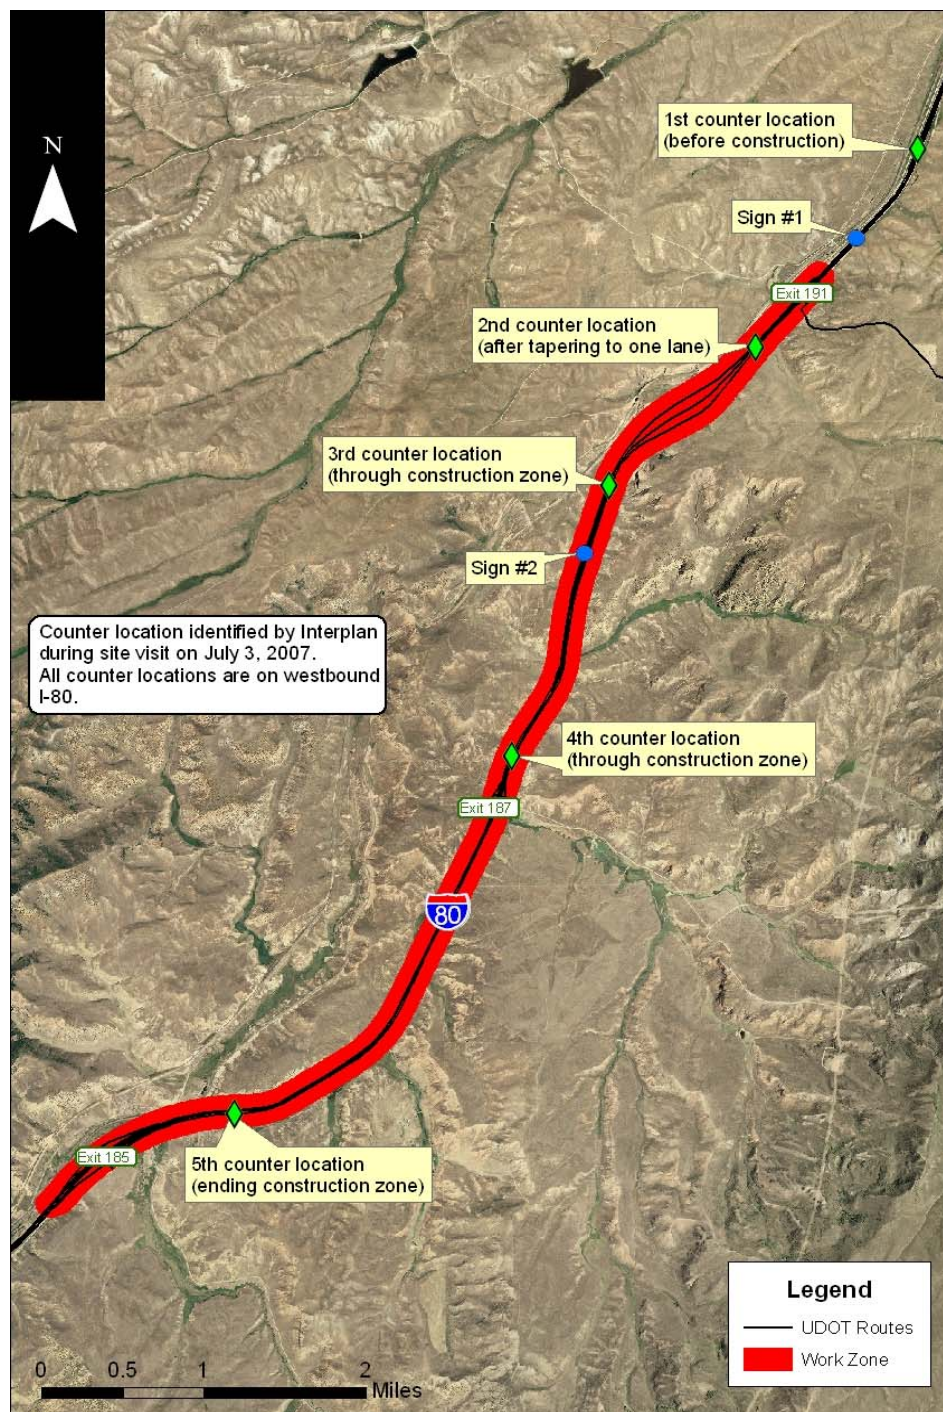 1st counter location
(before construction)
N
Sign #1
Exit 191
2nd counter location
(after tapering to one lane)
3rd counter location
(through construction zone)
Sign #2
Counter location identified by Interplan
during site visit on July 3, 2007.
All counter locations are on westbound
I-80.
4th counter location
(through construction zone)
Exit 187
80
Exit 185
5th counter location
(ending construction zone)
Legend
UDOT Routes
Work Zone
0 0.5 1 2
Miles